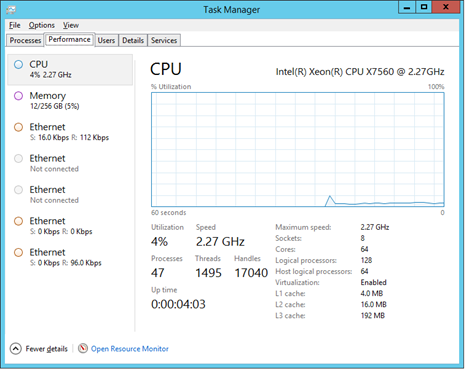 Task Manager
File Options View
Processes Performance Users Details Services
CPU
4% 2.27 GHz
Memory
12/256 GB (5%)
Ethernet
S: 16.0 Kbps R: 112 Kbps
Ethernet
Not connected
Ethernet
Not connected
Ethernet
S: 0 Kbps R: 0 Kbps
Ethernet
S: 0 Kbps R: 96.0 Kbps
CPU Intel(R) Xeon(R) CPU X7560 @ 2.27GHz
% Utilization 100%
60 seconds 0
Utilization Speed
4% 2.27 GHz
Processes Threads Handles
47 1495 17040
Up time
0:00:04:03
Maximum speed: 2.27 GHz
Sockets: 8
Cores: 64
Logical processors: 128
Host logical processors: 64
Virtualization: Enabled
L1 cache: 4.0 MB
L2 cache: 16.0 MB
L3 cache: 192 MB
Fewer details Open Resource Monitor